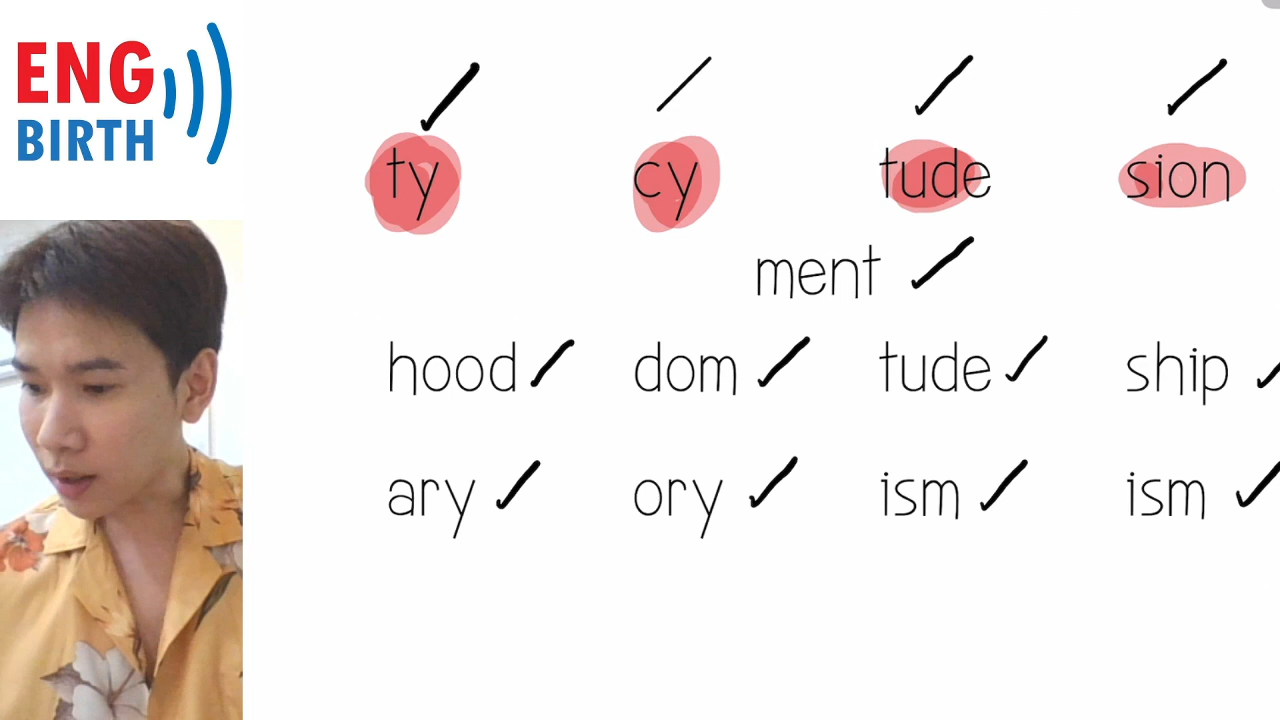 ENG
BIRTH
ty cy tude sion
ment
hood dom tude ship
ary ory ism ism